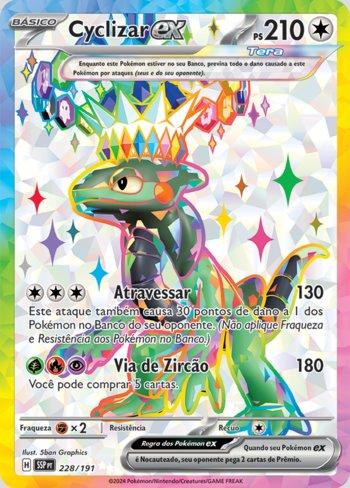 BÁSICO Cyclizar ex PS 210
Tera
Enquanto este Pokémon estiver no seu Banco, previna todo o dano causado a este
Pokémon por ataques (seus e do seu oponente).
Atravessar 130
Este ataque também causa 30 pontos de dano a 1 dos
Pokémon no Banco do seu oponente. (Não aplique Fraqueza
e Resistência aos Pokémon no Banco.)
Via de Zircão 180
Você pode comprar 5 cartas.
Fraqueza ×2 Resistência Recuo
Regra dos Pokémon ex Quando seu Pokémon ex
é Nocauteado, seu oponente pega 2 cartas de Prêmio.
Ilust. 5ban Graphics
H SSP PT 228/191
©2024 Pokémon/Nintendo/Creatures/GAME FREAK